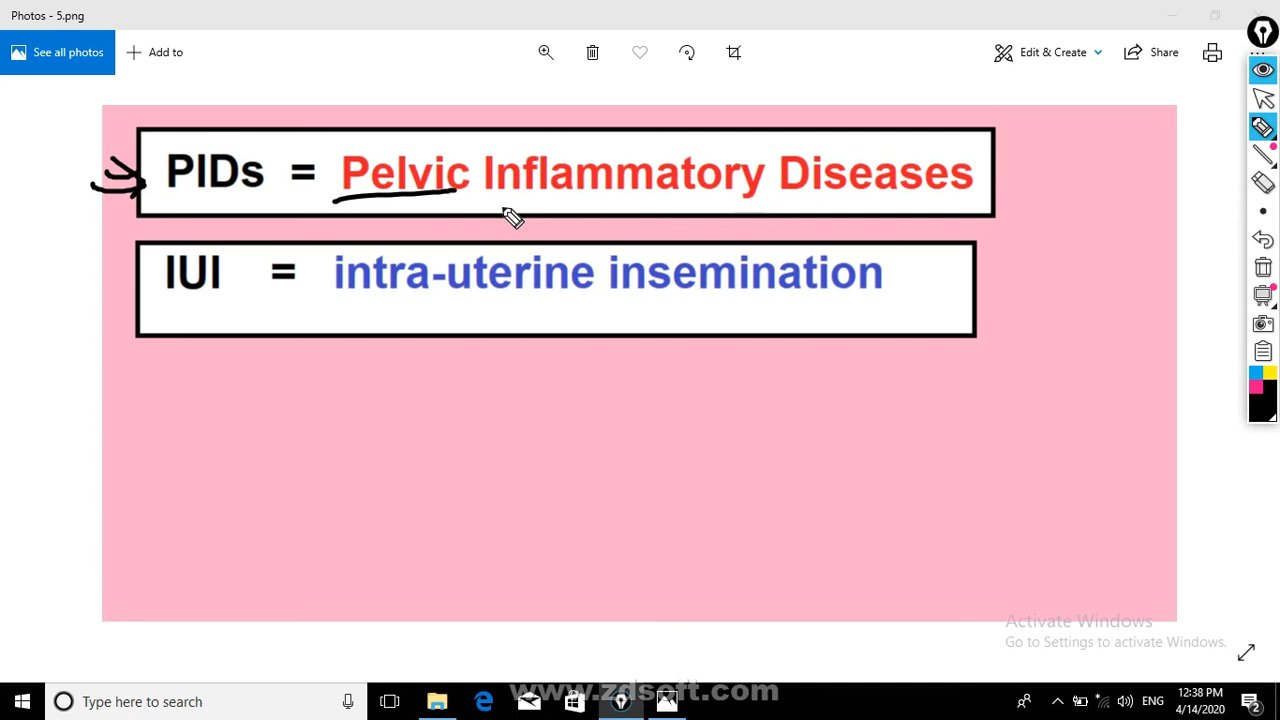 Photos - 5.png
See all photos
Add to
Edit & Create
Share
PIDs = Pelvic Inflammatory Diseases
IUI = intra-uterine insemination
Activate Windows
Go to Settings to activate Windows.
Type here to search
www.zdsoft.com
ENG
12:38 PM
4/14/2020
2